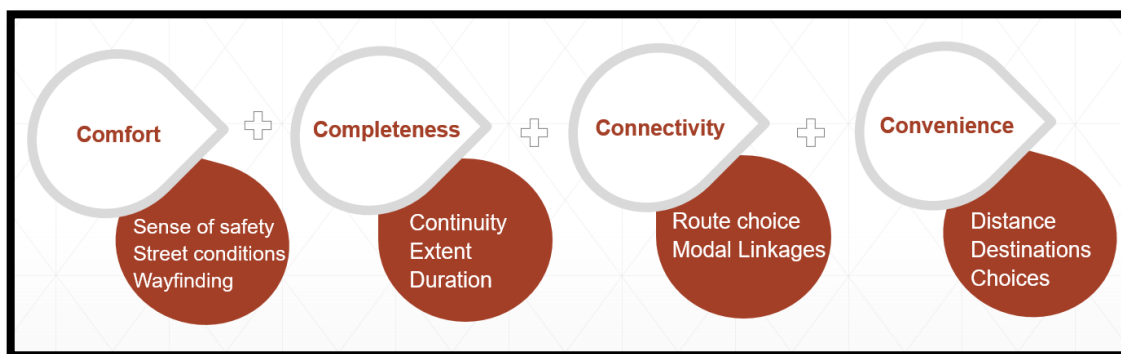 Comfort
Sense of safety
Street conditions
Wayfinding
Completeness
Continuity
Extent
Duration
Connectivity
Route choice
Modal Linkages
Convenience
Distance
Destinations
Choices